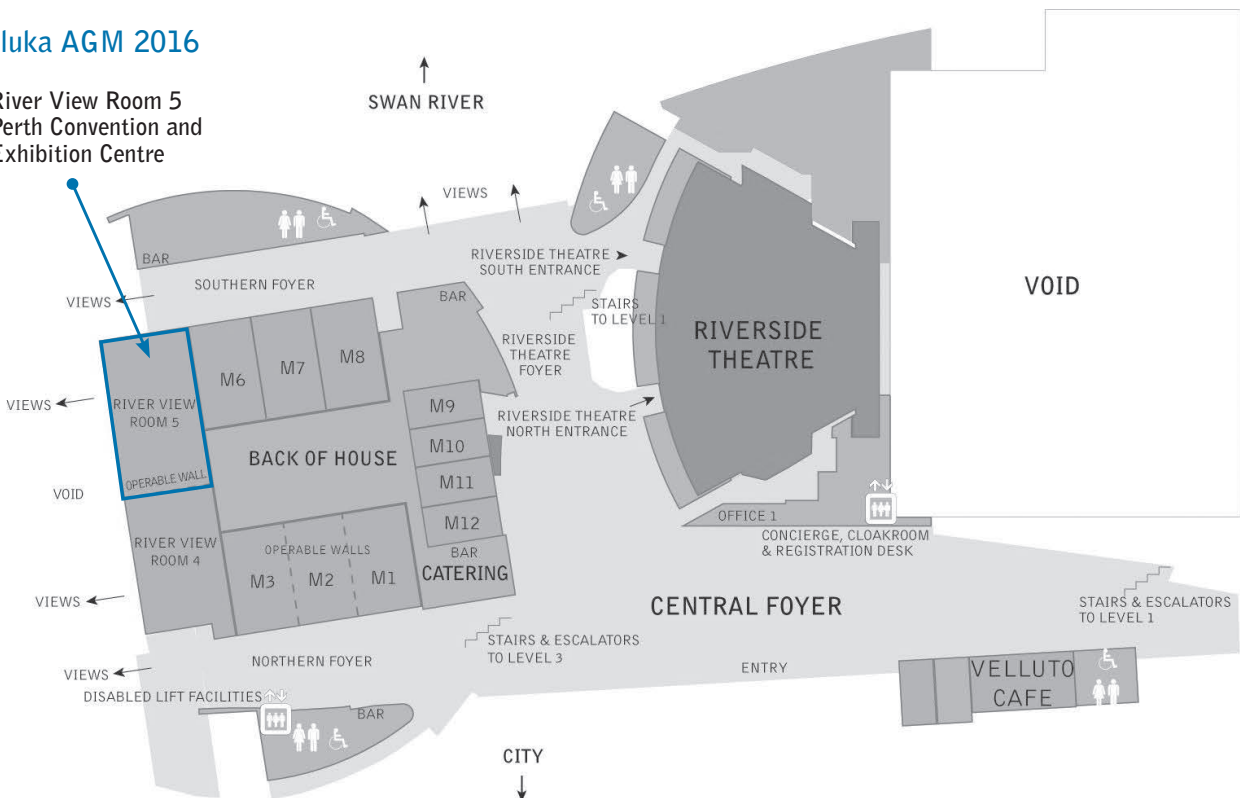 luka AGM 2016
River View Room 5
Perth Convention and
Exhibition Centre
SWAN RIVER
VIEWS
BAR
SOUTHERN FOYER
VIEWS
RIVERSIDE THEATRE
SOUTH ENTRANCE
BAR
STAIRS
TO LEVEL 1
VOID
RIVERSIDE
THEATRE
RIVERSIDE
THEATRE
FOYER
M6
M7
M8
VIEWS
RIVER VIEW
ROOM 5
M9
RIVERSIDE THEATRE
NORTH ENTRANCE
M10
BACK OF HOUSE
OPERABLE WALL
M11
VOID
OFFICE 1
M12
CONCIERGE, CLOAKROOM
& REGISTRATION DESK
RIVER VIEW
ROOM 4
OPERABLE WALLS
BAR
CATERING
M3
M2
M1
VIEWS
CENTRAL FOYER
STAIRS & ESCALATORS
TO LEVEL 1
STAIRS & ESCALATORS
TO LEVEL 3
NORTHERN FOYER
ENTRY
VIEWS
VELLUTO
CAFE
DISABLED LIFT FACILITIES
BAR
CITY